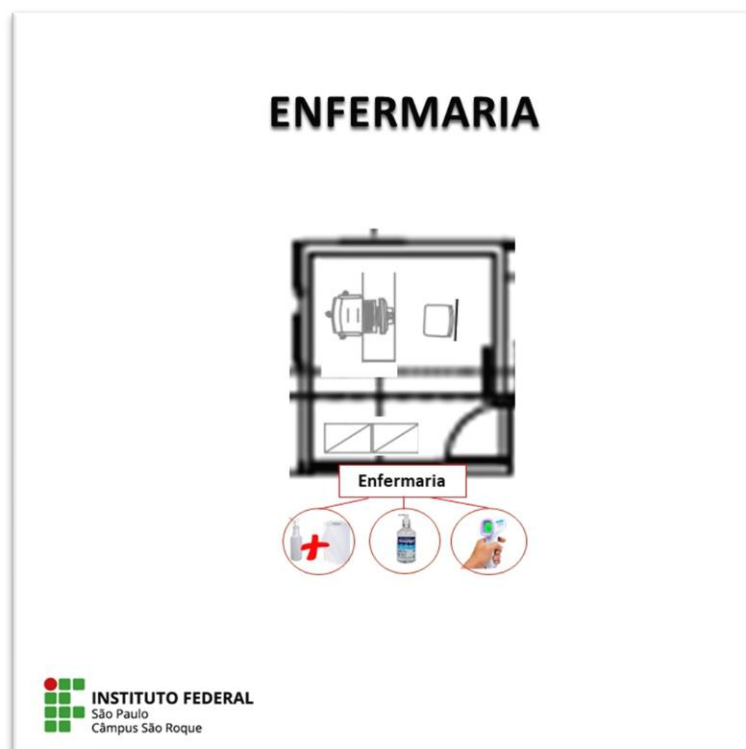 ENFERMARIA
Enfermaria
INSTITUTO FEDERAL
São Paulo
Câmpus São Roque